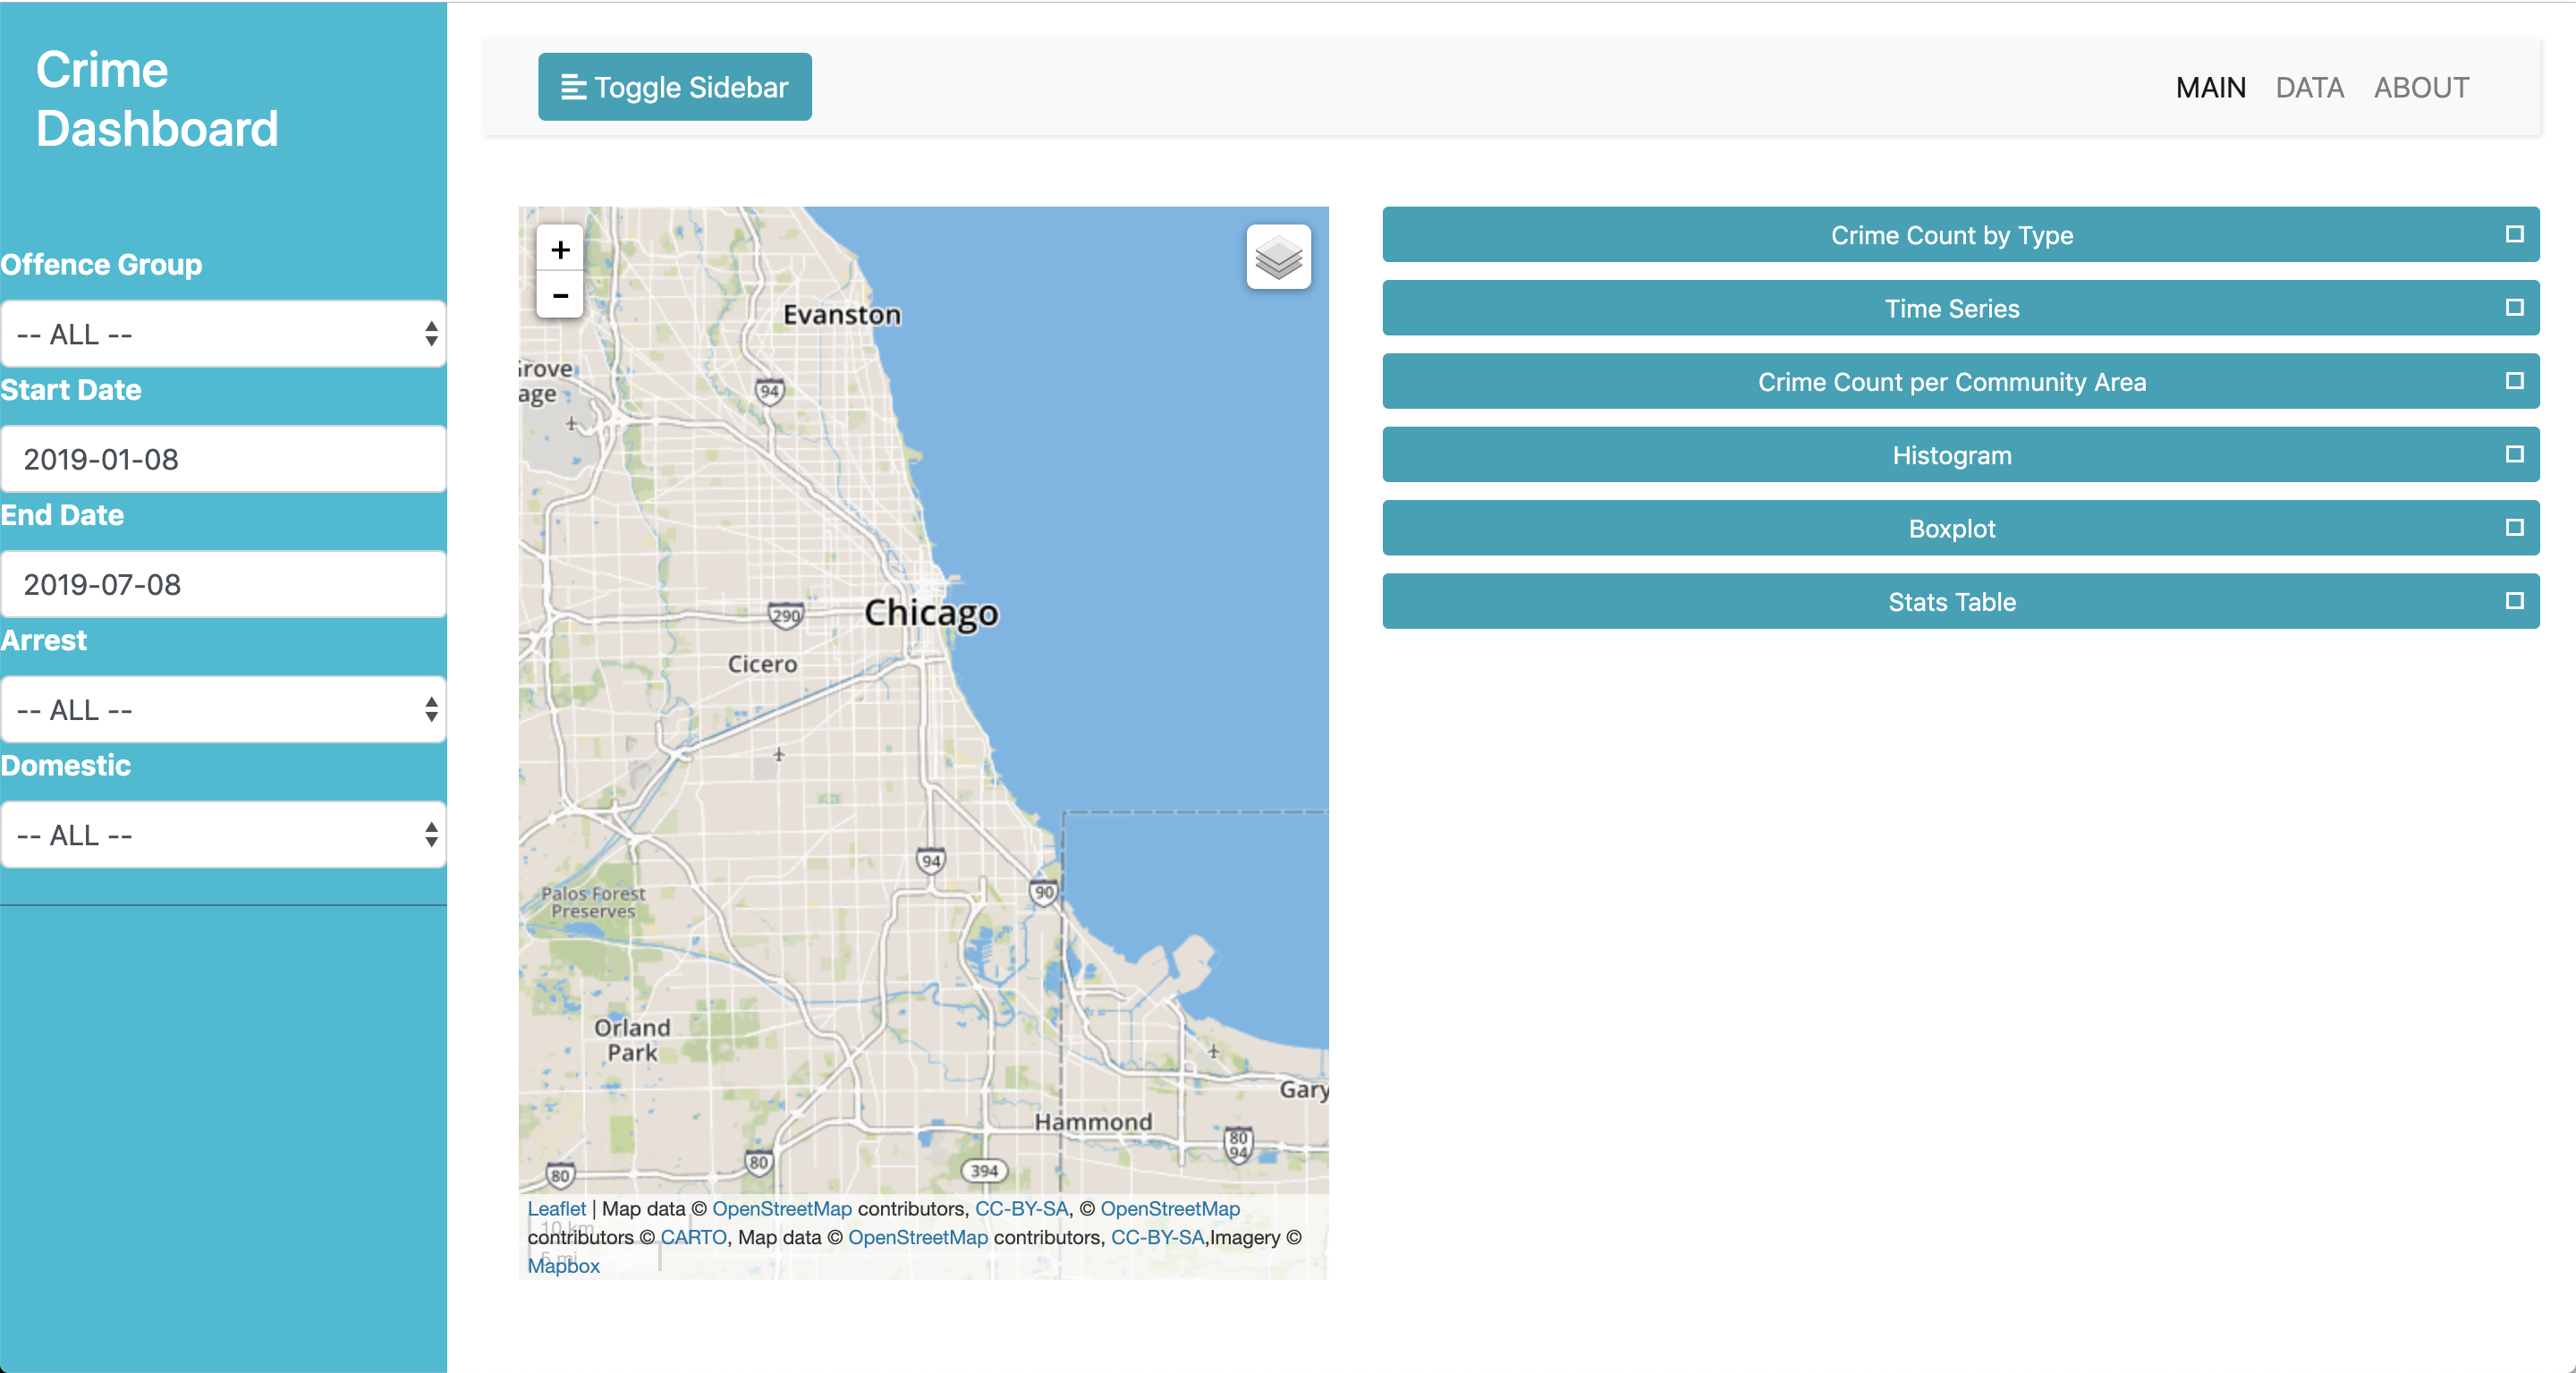 Crime
Dashboard
Offence Group
-- ALL --
Start Date
2019-01-08
End Date
2019-07-08
Arrest
-- ALL --
Domestic
-- ALL --
Toggle Sidebar
MAIN DATA ABOUT
+
-
Evanston
Grove
age
94
290
Chicago
Cicero
94
90
Palos Forest
Preserves
Orland
Park
Gary
Hammond
80
94
80
80
394
Leaflet | Map data © OpenStreetMap contributors, CC-BY-SA, © OpenStreetMap
contributors © CARTO, Map data © OpenStreetMap contributors, CC-BY-SA,Imagery ©
Mapbox
10 km
5 mi
Crime Count by Type
Time Series
Crime Count per Community Area
Histogram
Boxplot
Stats Table